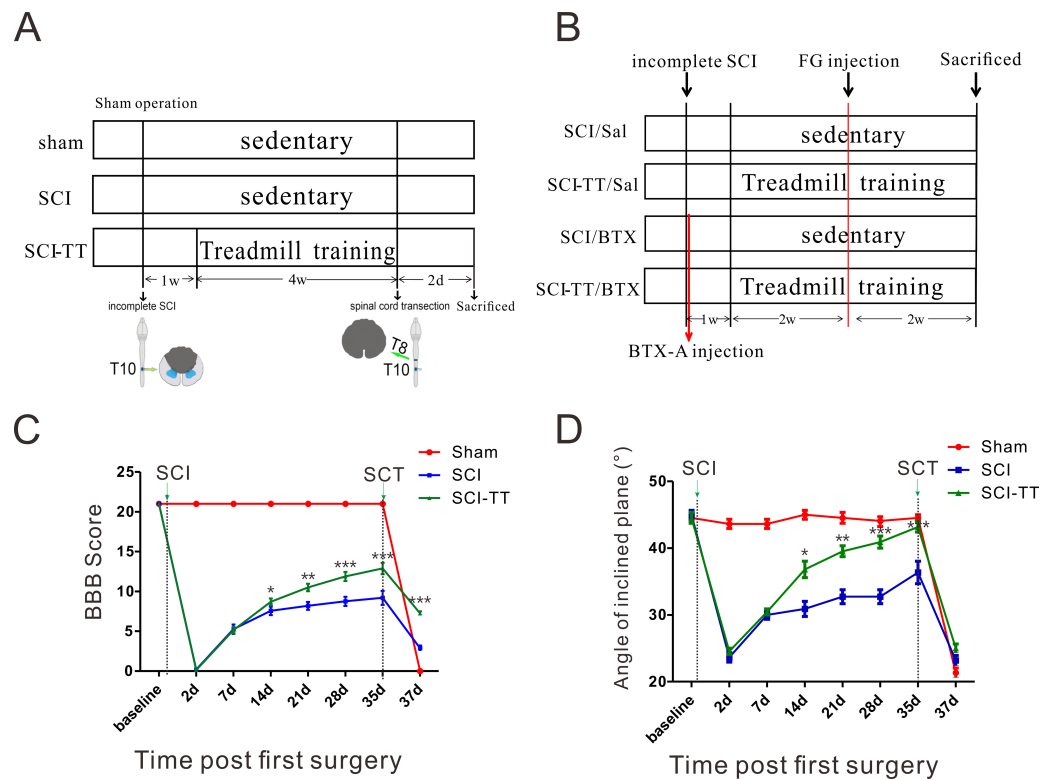 A
Sham operation
sham
sedentary
SCI
sedentary
SCI-TT
Treadmill training
1w
4w
2d
incomplete SCI
spinal cord transection
Sacrificed
T10
T8
T10
B
incomplete SCI
FG injection
Sacrificed
SCI/Sal
sedentary
SCI-TT/Sal
Treadmill training
SCI/BTX
sedentary
SCI-TT/BTX
Treadmill training
1w
2w
2w
BTX-A injection
C
Sham
SCI
SCI-TT
SCI
SCT
BBB Score
25
20
15
10
5
0
*
**
***
***
***
baseline
2d
7d
14d
21d
28d
35d
37d
Time post first surgery
D
Sham
SCI
SCI-TT
SCI
SCT
Angle of inclined plane (°)
50
40
30
20
*
**
***
***
baseline
2d
7d
14d
21d
28d
35d
37d
Time post first surgery